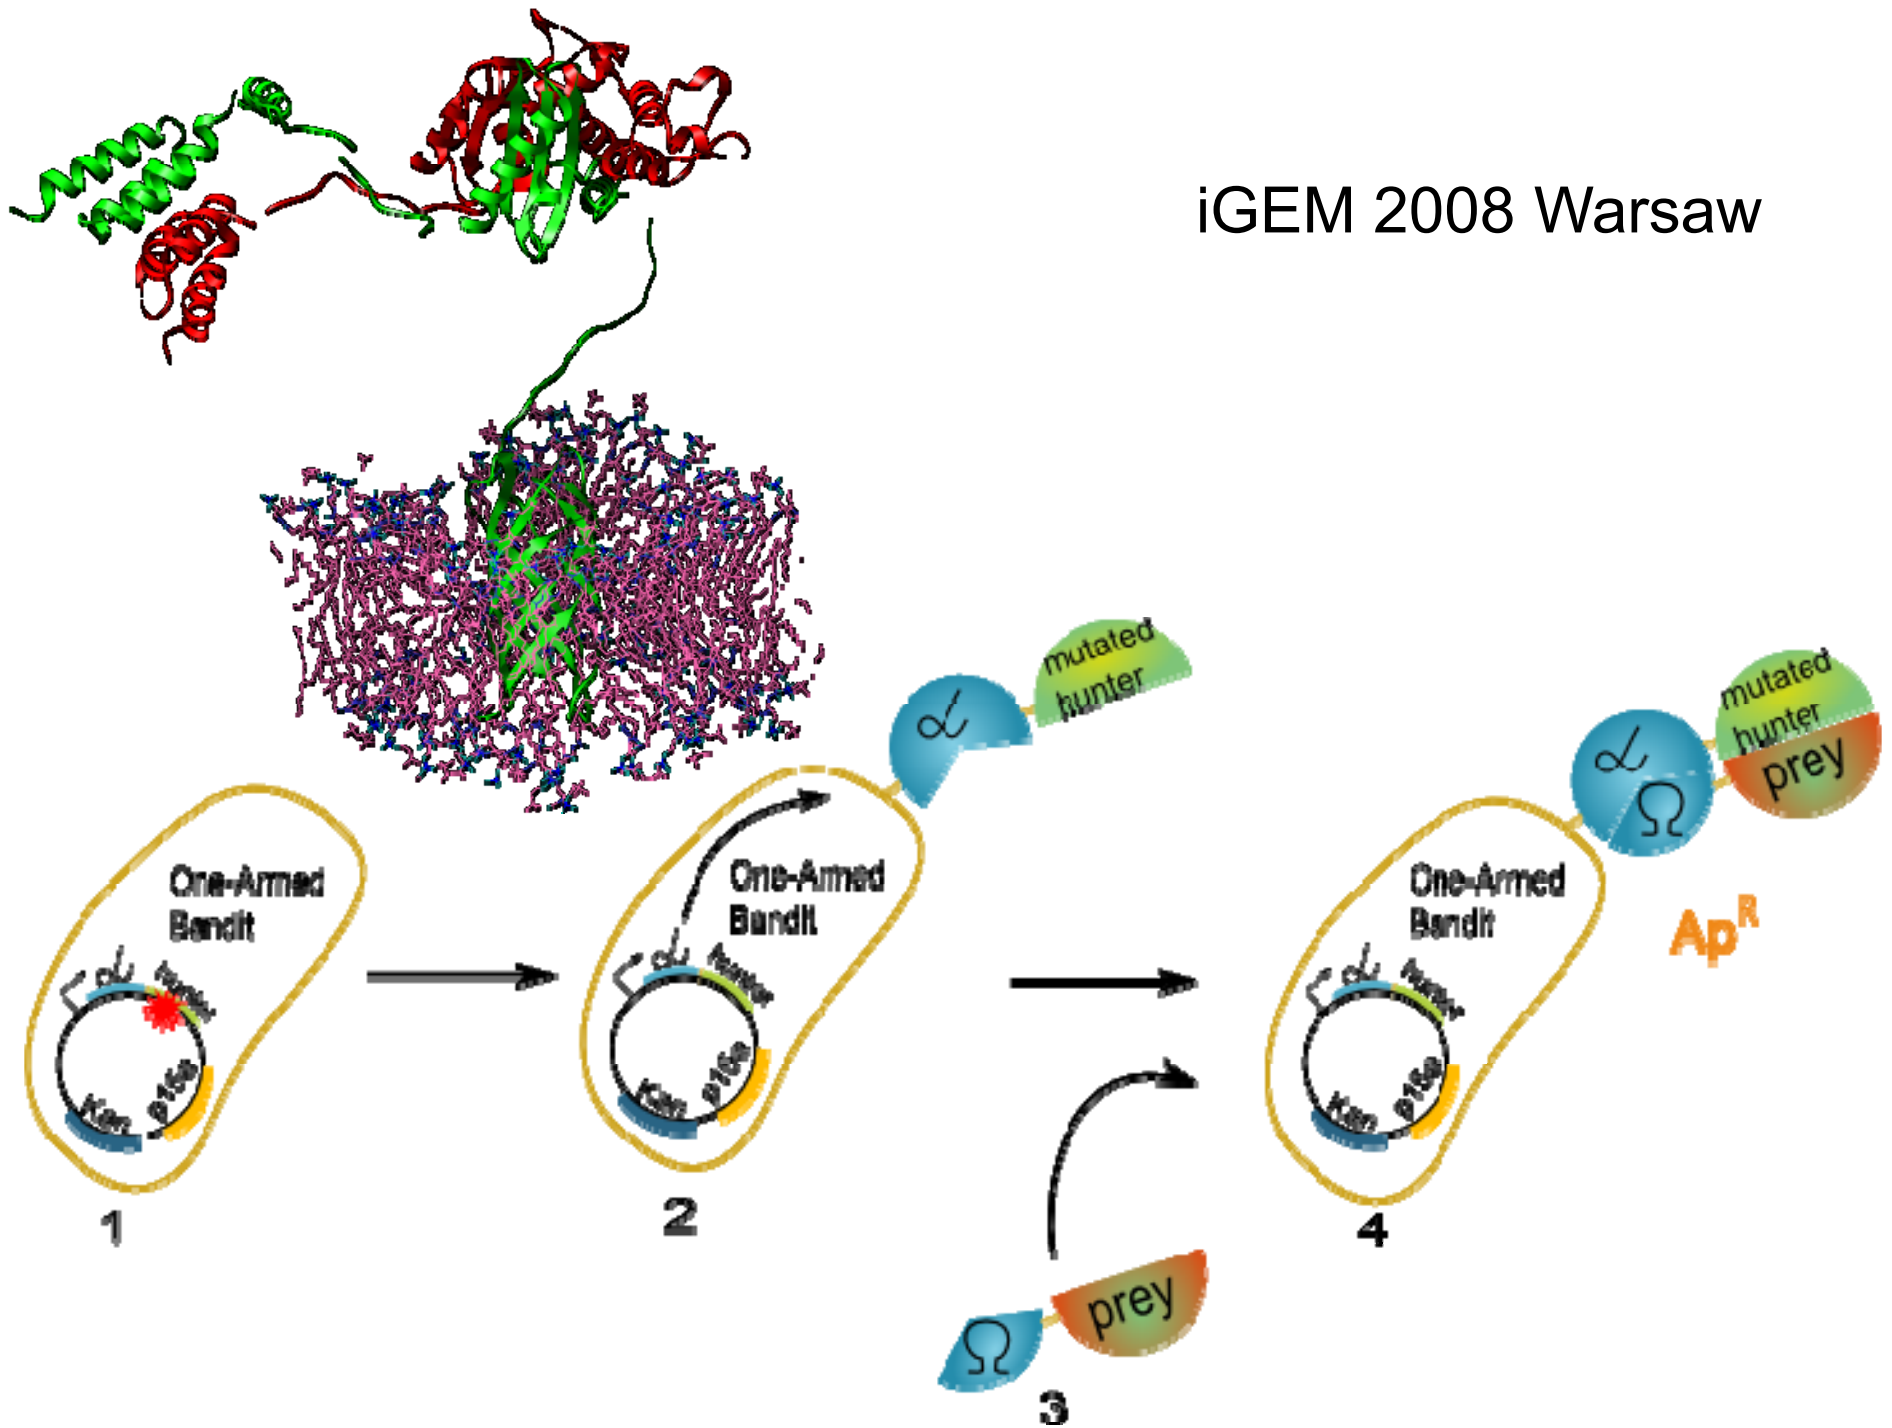 iGEM 2008 Warsaw
mutated
hunter
α
One-Armed
Bandit
α
hunter
Kan
p15a
1
One-Armed
Bandit
α
hunter
Kan
p15a
2
Ω
prey
3
mutated
hunter
prey
α
Ω
Ap^R
One-Armed
Bandit
α
hunter
Kan
p15a
4